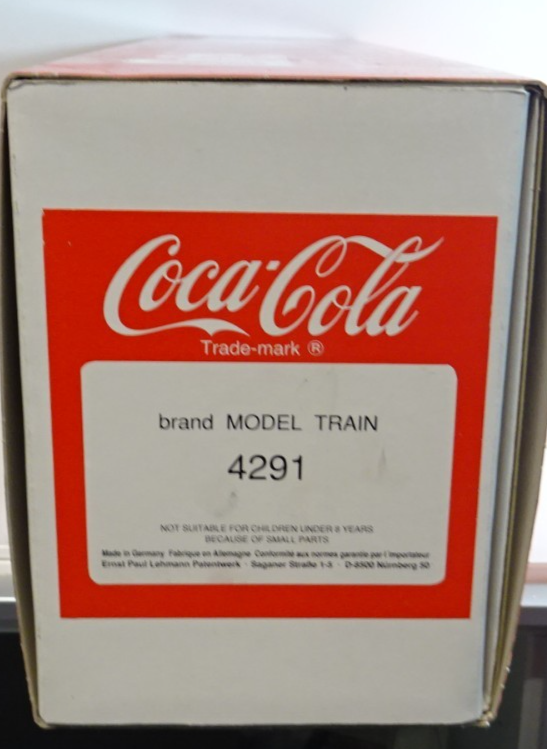 Coca-Cola
Trade-mark ®
brand MODEL TRAIN
4291
NOT SUITABLE FOR CHILDREN UNDER 8 YEARS
BECAUSE OF SMALL PARTS
Made in Germany Fabriqué en Allemagne Conformité aux normes garantie par l'importateur
Ernst Paul Lehmann Patentwerk · Saganer Straße 1-3 · D-8500 Nürnberg 50